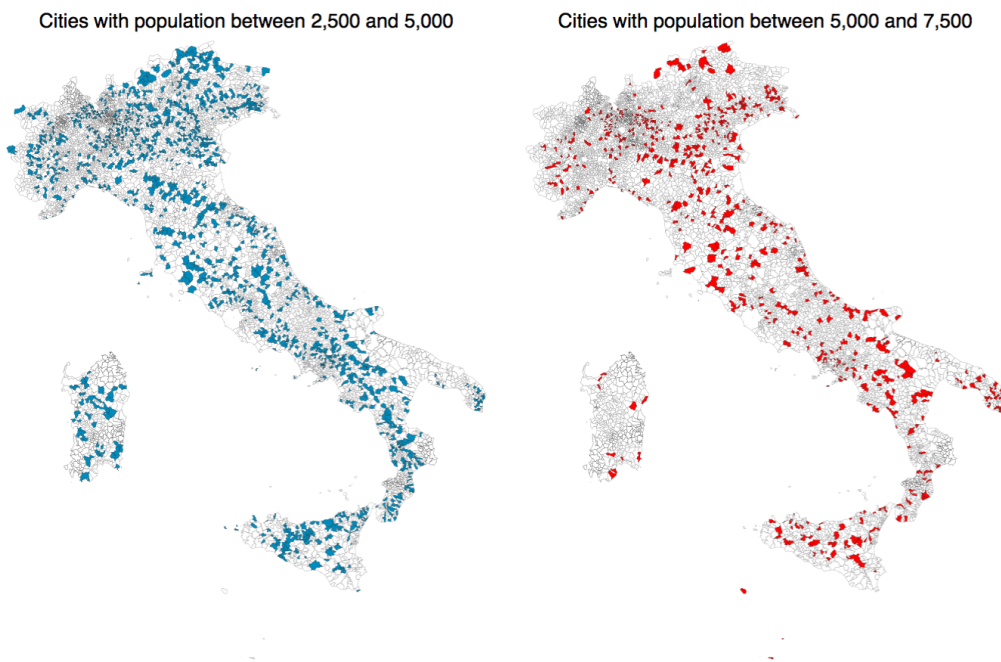 Cities with population between 2,500 and 5,000
Cities with population between 5,000 and 7,500